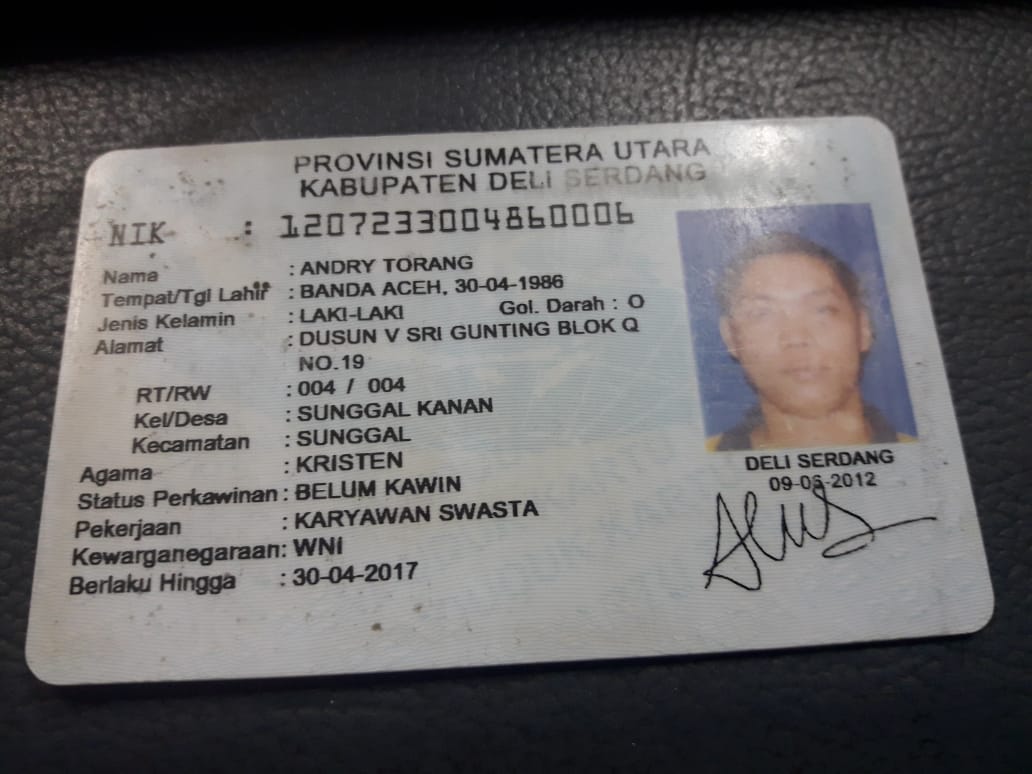 PROVINSI SUMATERA UTARA
KABUPATEN DELI SERDANG
NIK : 1207233004860006
Nama : ANDRY TORANG
Tempat/Tgl Lahir : BANDA ACEH, 30-04-1986
Jenis Kelamin : LAKI-LAKI Gol. Darah : O
Alamat : DUSUN V SRI GUNTING BLOK Q
NO.19
RT/RW : 004 / 004
Kel/Desa : SUNGGAL KANAN
Kecamatan : SUNGGAL
Agama : KRISTEN
Status Perkawinan : BELUM KAWIN
Pekerjaan : KARYAWAN SWASTA
Kewarganegaraan: WNI
Berlaku Hingga : 30-04-2017
DELI SERDANG
09-06-2012